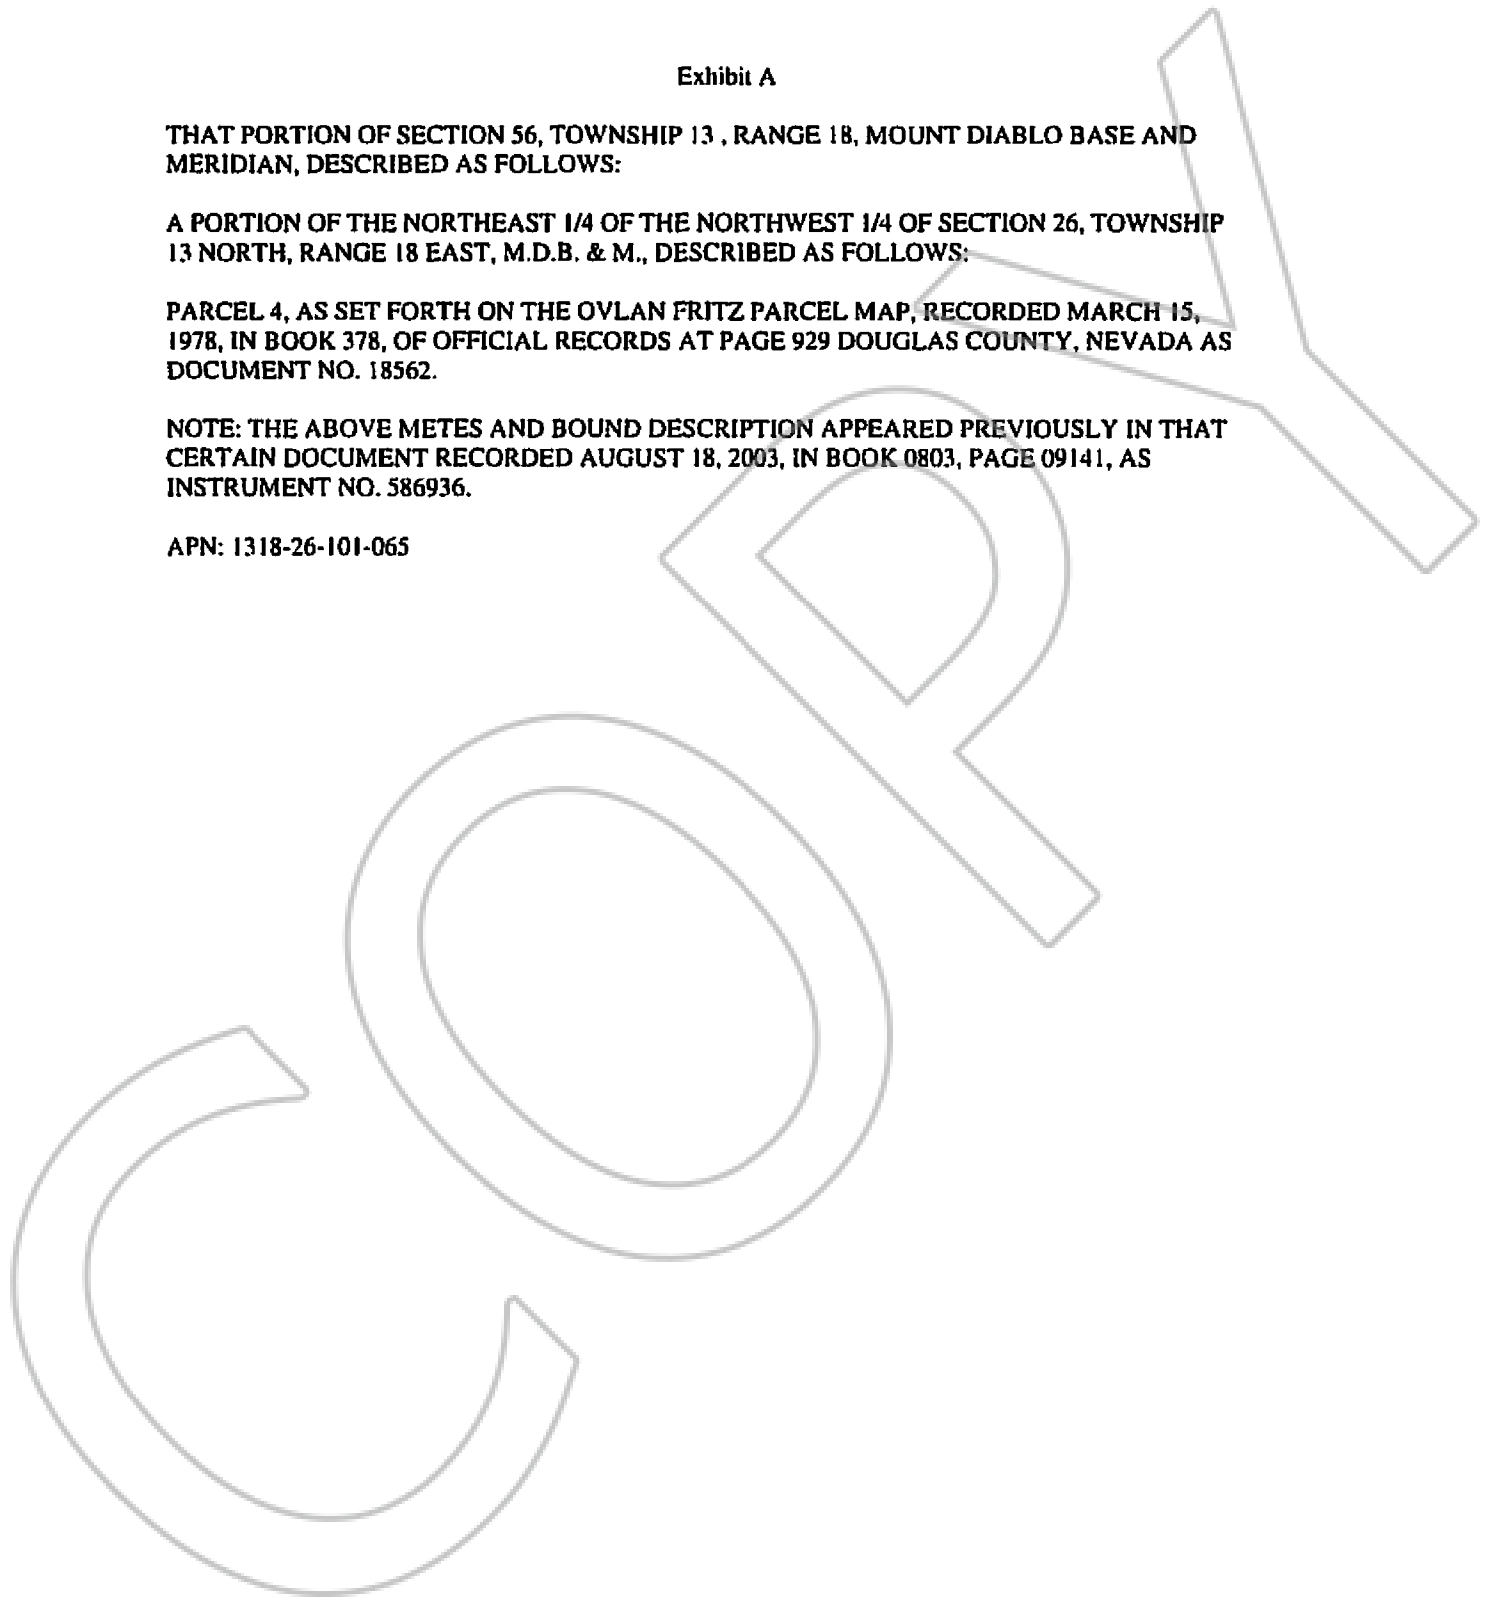 Exhibit A
THAT PORTION OF SECTION 56, TOWNSHIP 13 , RANGE 18, MOUNT DIABLO BASE AND
MERIDIAN, DESCRIBED AS FOLLOWS:
A PORTION OF THE NORTHEAST 1/4 OF THE NORTHWEST 1/4 OF SECTION 26, TOWNSHIP
13 NORTH, RANGE 18 EAST, M.D.B. & M., DESCRIBED AS FOLLOWS:
PARCEL 4, AS SET FORTH ON THE OVLAN FRITZ PARCEL MAP, RECORDED MARCH 15,
1978, IN BOOK 378, OF OFFICIAL RECORDS AT PAGE 929 DOUGLAS COUNTY, NEVADA AS
DOCUMENT NO. 18562.
NOTE: THE ABOVE METES AND BOUND DESCRIPTION APPEARED PREVIOUSLY IN THAT
CERTAIN DOCUMENT RECORDED AUGUST 18, 2003, IN BOOK 0803, PAGE 09141, AS
INSTRUMENT NO. 586936.
APN: 1318-26-101-065
COPY